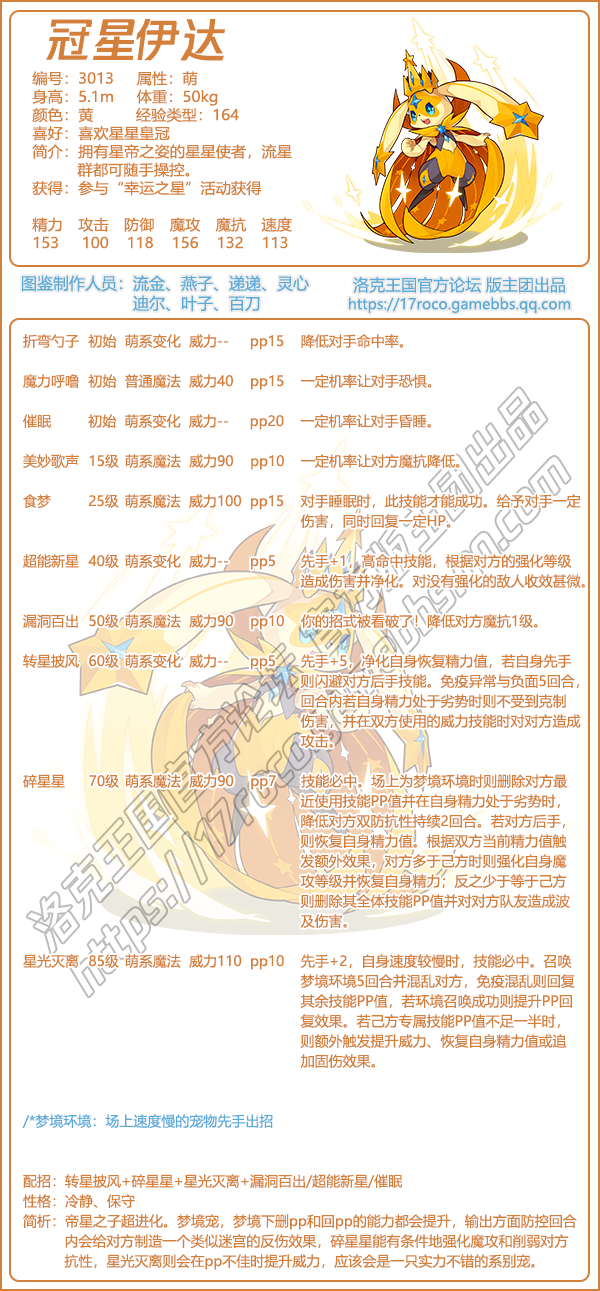 冠星伊达
编号：3013 属性：萌
身高：5.1m 体重：50kg
颜色：黄 经验类型：164
喜好：喜欢星星皇冠
简介：拥有星帝之姿的星星使者，流星
群都可随手操控。
获得：参与“幸运之星”活动获得
精力 攻击 防御 魔攻 魔抗 速度
153 100 118 156 132 113
图鉴制作人员：流金、燕子、递递、灵心
迪尔、叶子、百刀
洛克王国官方论坛 版主团出品
https://17roco.gamebbs.qq.com
折弯勺子 初始 萌系变化 威力-- pp15 降低对手命中率。
魔力呼噜 初始 普通魔法 威力40 pp15 一定机率让对手恐惧。
催眠 初始 萌系变化 威力-- pp20 一定机率让对手昏睡。
美妙歌声 15级 萌系魔法 威力90 pp10 一定机率让对方魔抗降低。
食梦 25级 萌系魔法 威力100 pp15 对手睡眠时，此技能才能成功。给予对手一定
伤害，同时回复一定HP。
超能新星 40级 萌系变化 威力-- pp5 先手+1，高命中技能，根据对方的强化等级
造成伤害并净化。对没有强化的敌人收效甚微。
漏洞百出 50级 萌系魔法 威力90 pp10 你的招式被看破了！降低对方魔抗1级。
转星披风 60级 萌系变化 威力-- pp5 先手+5，净化自身恢复精力值，若自身先手
则闪避对方后手技能。免疫异常与负面5回合，
回合内若自身精力处于劣势时则不受到克制
伤害，并在双方使用的威力技能时对对方造成
攻击。
碎星星 70级 萌系魔法 威力90 pp7 技能必中。场上为梦境环境时则删除对方最
近使用技能PP值并在自身精力处于劣势时，
降低对方双防抗性持续2回合。若对方后手，
则恢复自身精力值。根据双方当前精力值触
发额外效果，对方多于己方时则强化自身魔
攻等级并恢复自身精力；反之少于等于己方
则删除其全体技能PP值并对对方队友造成波
及伤害。
星光灭离 85级 萌系魔法 威力110 pp10 先手+2，自身速度较慢时，技能必中。召唤
梦境环境5回合并混乱对方，免疫混乱则回复
其余技能PP值，若环境召唤成功则提升PP回
复效果。若己方专属技能PP值不足一半时，
则额外触发提升威力、恢复自身精力值或追
加固伤效果。
/*梦境环境：场上速度慢的宠物先手出招
配招：转星披风+碎星星+星光灭离+漏洞百出/超能新星/催眠
性格：冷静、保守
简析：帝星之子超进化。梦境宠，梦境下删pp和回pp的能力都会提升，输出方面防控回合
内会给对方制造一个类似迷宫的反伤效果，碎星星能有条件地强化魔攻和削弱对方
抗性，星光灭离则会在pp不佳时提升威力，应该会是一只实力不错的系别宠。
洛克王国官方论坛 版主团出品
https://17roco.gamebbs.qq.com